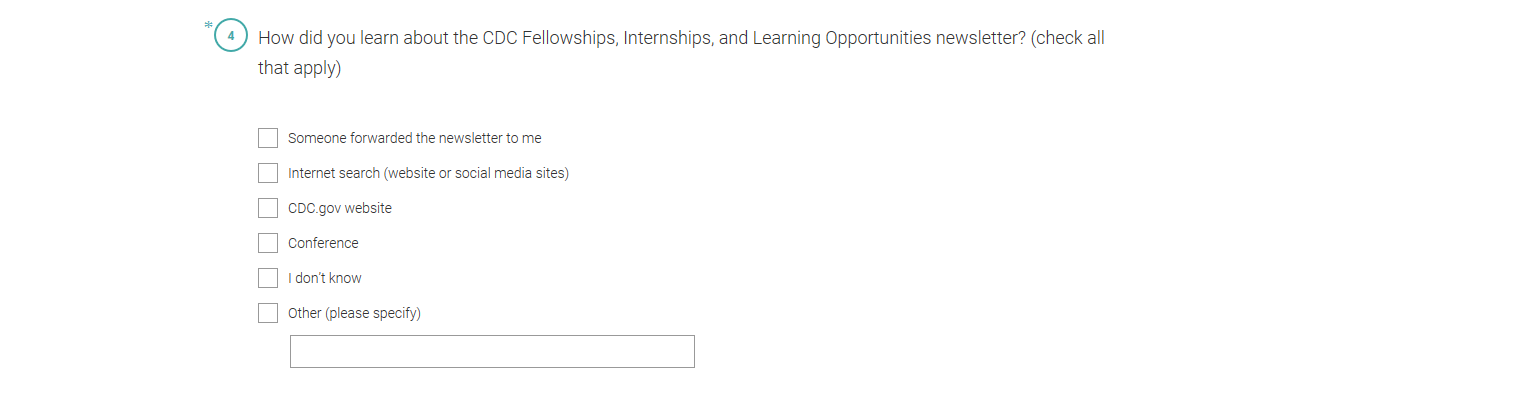 * 4 How did you learn about the CDC Fellowships, Internships, and Learning Opportunities newsletter? (check all
that apply)
Someone forwarded the newsletter to me
Internet search (website or social media sites)
CDC.gov website
Conference
I don't know
Other (please specify)